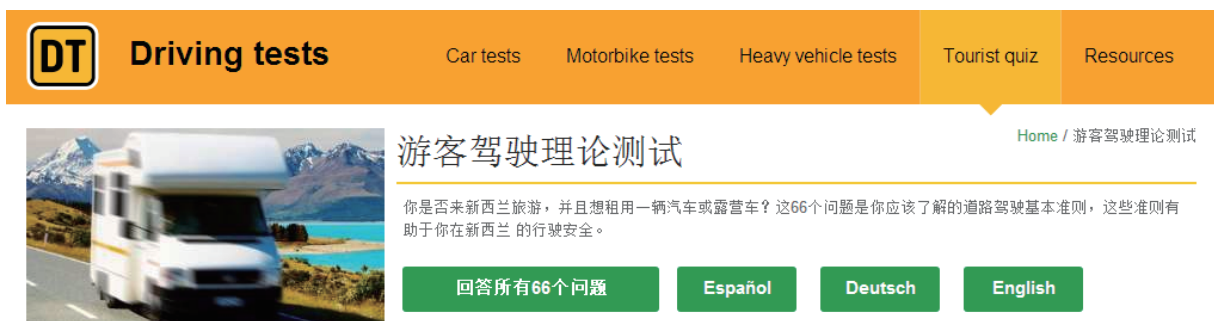 DT
Driving tests
Car tests
Motorbike tests
Heavy vehicle tests
Tourist quiz
Resources
游客驾驶理论测试
Home / 游客驾驶理论测试
你是否来新西兰旅游，并且想租用一辆汽车或露营车？这66个问题是你应该了解的道路驾驶基本准则，这些准则有
助于你在新西兰 的行驶安全。
回答所有66个问题
Español
Deutsch
English